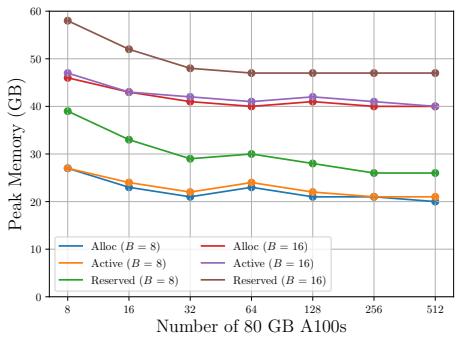 60
50
40
30
20
10
0
Peak Memory (GB)
Alloc (B = 8)
Active (B = 8)
Reserved (B = 8)
Alloc (B = 16)
Active (B = 16)
Reserved (B = 16)
8 16 32 64 128 256 512
Number of 80 GB A100s